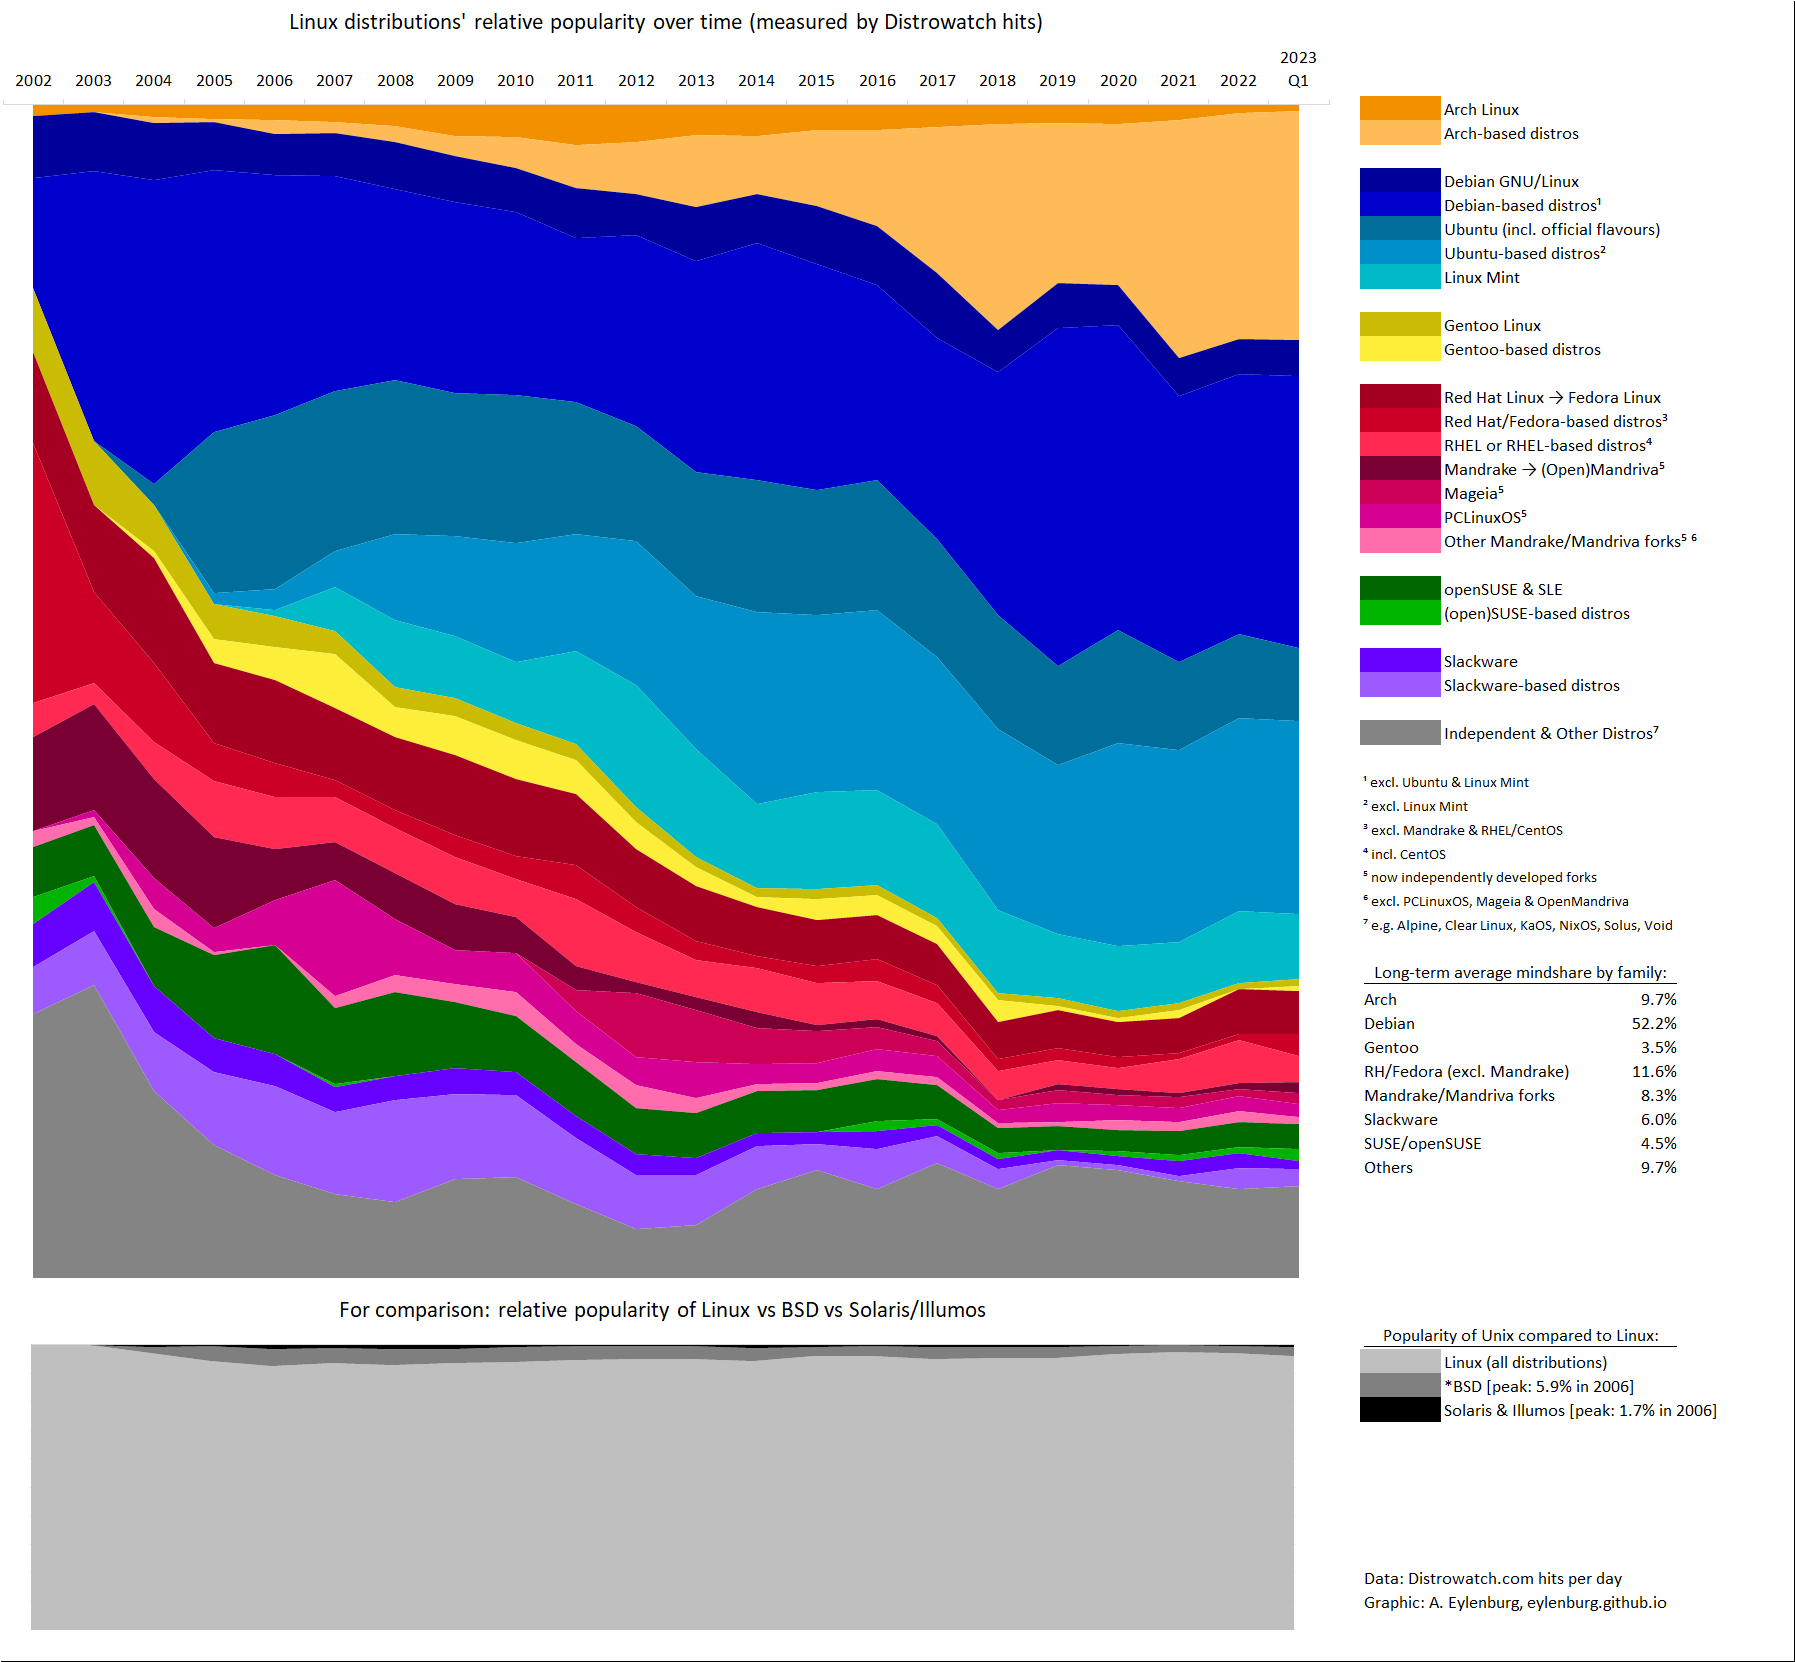 Linux distributions' relative popularity over time (measured by Distrowatch hits)
2002 2003 2004 2005 2006 2007 2008 2009 2010 2011 2012 2013 2014 2015 2016 2017 2018 2019 2020 2021 2022 2023 Q1
Arch Linux
Arch-based distros
Debian GNU/Linux
Debian-based distros¹
Ubuntu (incl. official flavours)
Ubuntu-based distros²
Linux Mint
Gentoo Linux
Gentoo-based distros
Red Hat Linux → Fedora Linux
Red Hat/Fedora-based distros³
RHEL or RHEL-based distros⁴
Mandrake → (Open)Mandriva⁵
Mageia⁵
PCLinuxOS⁵
Other Mandrake/Mandriva forks⁵ ⁶
openSUSE & SLE
(open)SUSE-based distros
Slackware
Slackware-based distros
Independent & Other Distros⁷
¹ excl. Ubuntu & Linux Mint
² excl. Linux Mint
³ excl. Mandrake & RHEL/CentOS
⁴ incl. CentOS
⁵ now independently developed forks
⁶ excl. PCLinuxOS, Mageia & OpenMandriva
⁷ e.g. Alpine, Clear Linux, KaOS, NixOS, Solus, Void
Long-term average mindshare by family:
Arch 9.7%
Debian 52.2%
Gentoo 3.5%
RH/Fedora (excl. Mandrake) 11.6%
Mandrake/Mandriva forks 8.3%
Slackware 6.0%
SUSE/openSUSE 4.5%
Others 9.7%
For comparison: relative popularity of Linux vs BSD vs Solaris/Illumos
Popularity of Unix compared to Linux:
Linux (all distributions)
*BSD [peak: 5.9% in 2006]
Solaris & Illumos [peak: 1.7% in 2006]
Data: Distrowatch.com hits per day
Graphic: A. Eylenburg, eylenburg.github.io